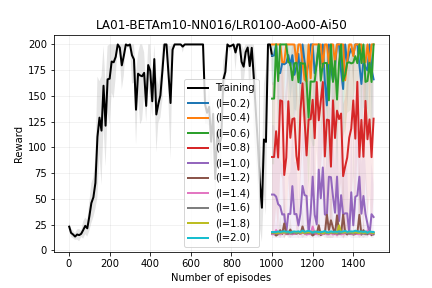 LA01-BETAm10-NN016/LR0100-Ao00-Ai50
Reward
200
175
150
125
100
75
50
25
0
Training
(l=0.2)
(l=0.4)
(l=0.6)
(l=0.8)
(l=1.0)
(l=1.2)
(l=1.4)
(l=1.6)
(l=1.8)
(l=2.0)
0 200 400 600 800 1000 1200 1400
Number of episodes